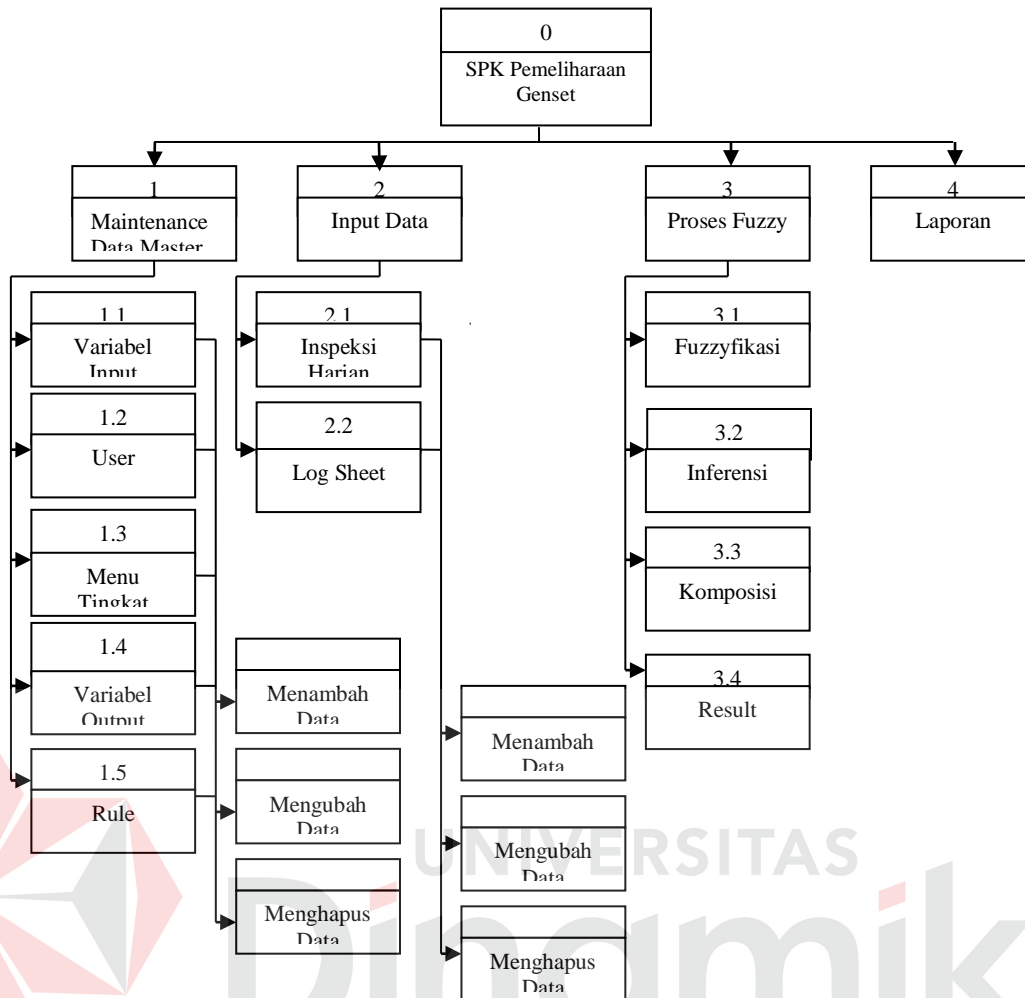 0
SPK Pemeliharaan
Genset
1
Maintenance
Data Master
2
Input Data
3
Proses Fuzzy
4
Laporan
1.1
Variabel
Input
1.2
User
1.3
Menu
Tingkat
1.4
Variabel
Output
1.5
Rule
Menambah
Data
Mengubah
Data
Menghapus
Data
2.1
Inspeksi
Harian
2.2
Log Sheet
Menambah
Data
Mengubah
Data
Menghapus
Data
3.1
Fuzzyfikasi
3.2
Inferensi
3.3
Komposisi
3.4
Result
UNIVERSITAS
Dinamik